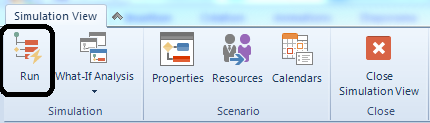 Simulation View
Run
What-If Analysis
Properties
Resources
Calendars
Close
Simulation View
Simulation
Scenario
Close